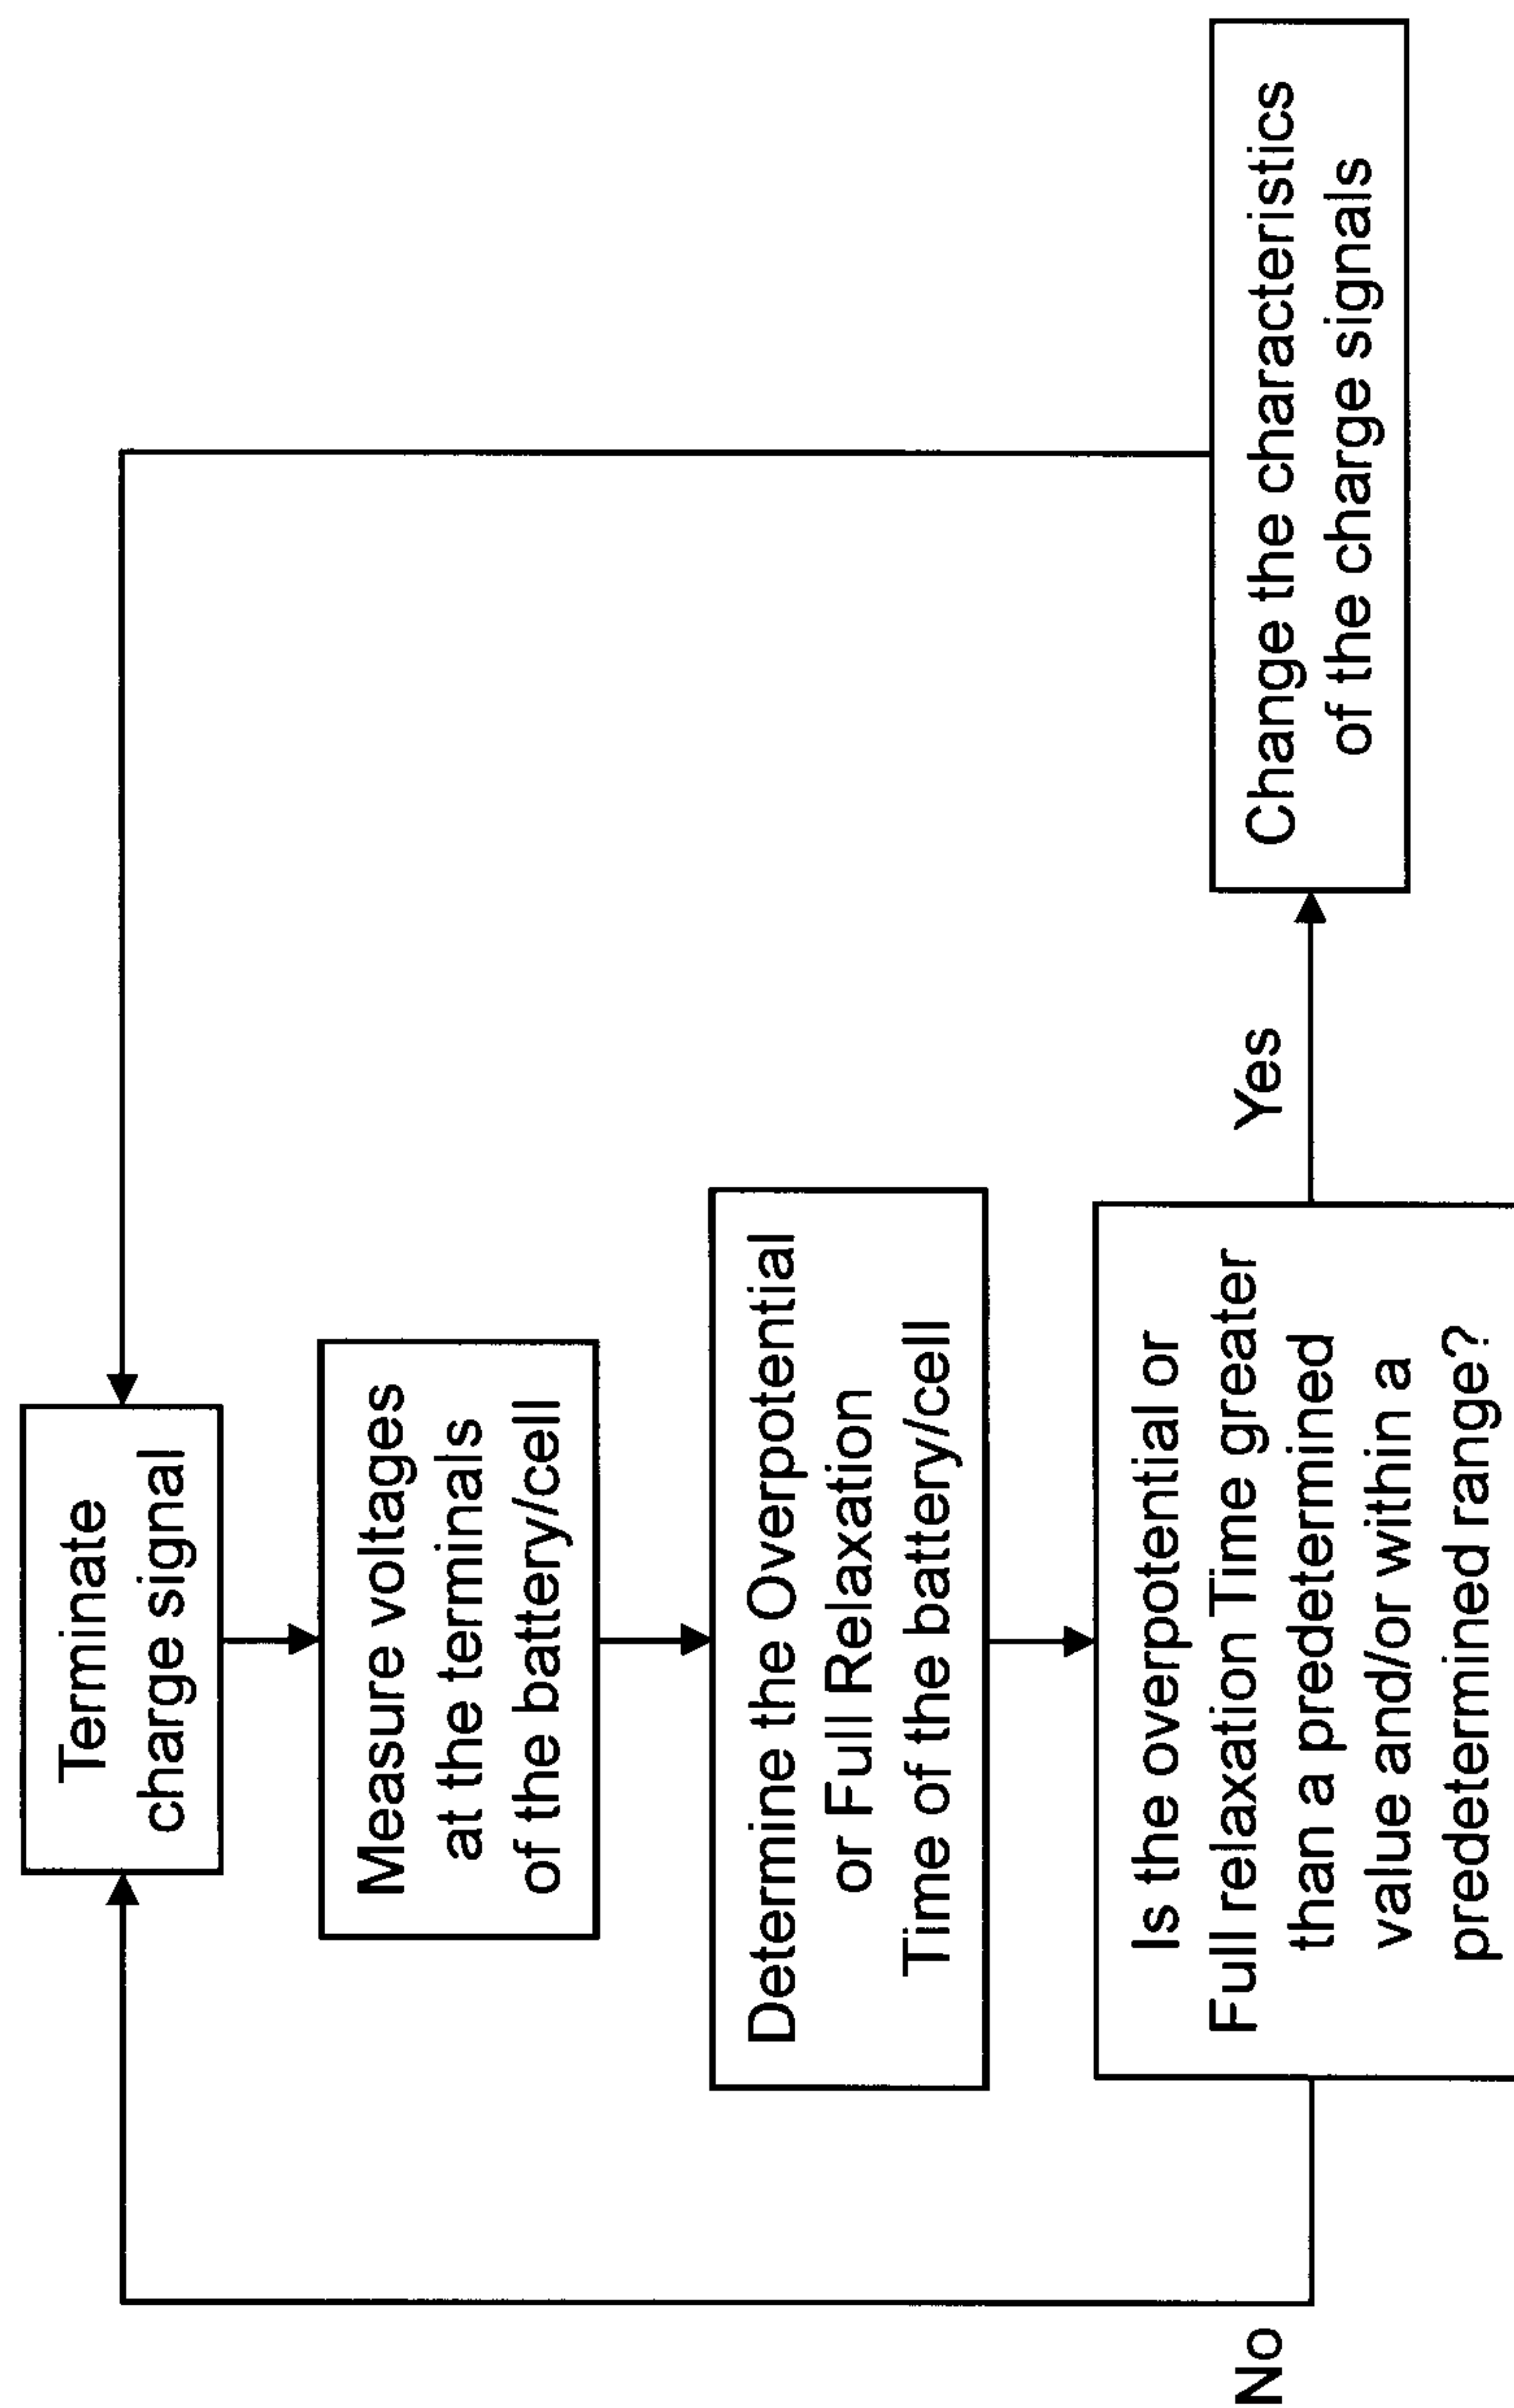 Terminate
charge signal
Measure voltages
at the terminals
of the battery/cell
Determine the Overpotential
or Full Relaxation
Time of the battery/cell
Is the overpotential or
Full relaxation Time greater
than a predetermined
value and/or within a
predetermined range?
No
Yes
Change the characteristics
of the charge signals